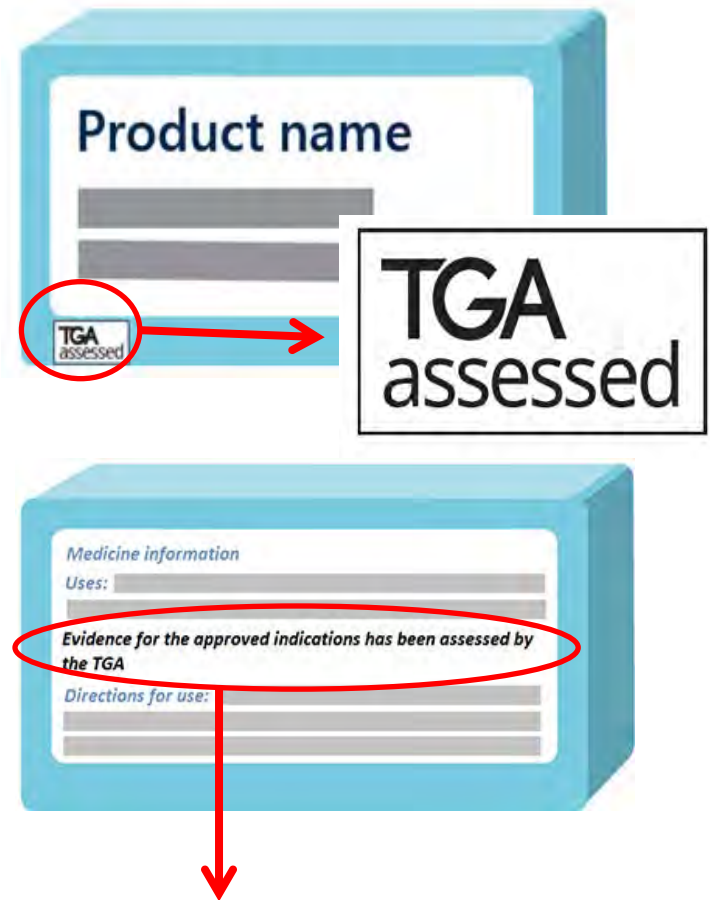 Product name
TGA
assessed
TGA
assessed
Medicine information
Uses:
Evidence for the approved indications has been assessed by
the TGA
Directions for use: